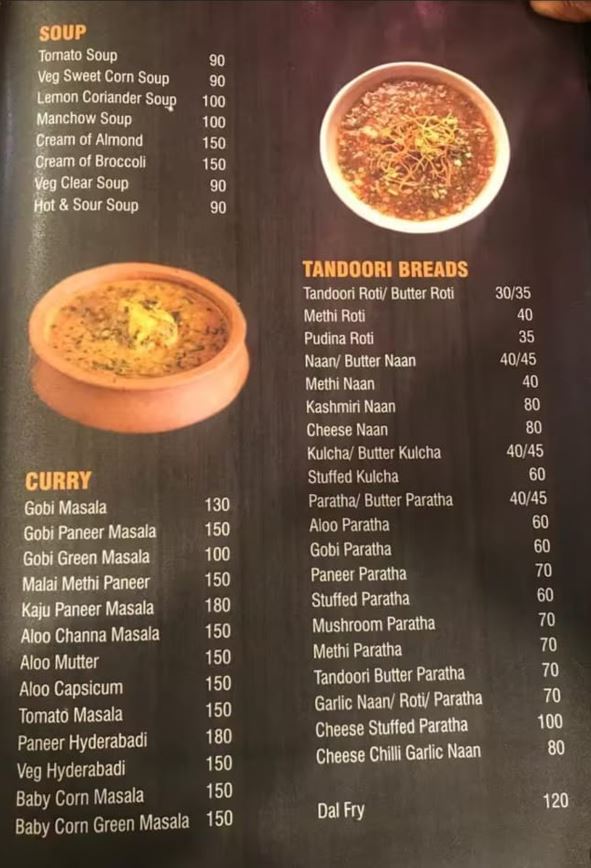 SOUP
Tomato Soup 90
Veg Sweet Corn Soup 90
Lemon Coriander Soup 100
Manchow Soup 100
Cream of Almond 150
Cream of Broccoli 150
Veg Clear Soup 90
Hot & Sour Soup 90
CURRY
Gobi Masala 130
Gobi Paneer Masala 150
Gobi Green Masala 100
Malai Methi Paneer 150
Kaju Paneer Masala 180
Aloo Channa Masala 150
Aloo Mutter 150
Aloo Capsicum 150
Tomato Masala 150
Paneer Hyderabadi 180
Veg Hyderabadi 150
Baby Corn Masala 150
Baby Corn Green Masala 150
TANDOORI BREADS
Tandoori Roti/ Butter Roti 30/35
Methi Roti 40
Pudina Roti 35
Naan/ Butter Naan 40/45
Methi Naan 40
Kashmiri Naan 80
Cheese Naan 80
Kulcha/ Butter Kulcha 40/45
Stuffed Kulcha 60
Paratha/ Butter Paratha 40/45
Aloo Paratha 60
Gobi Paratha 60
Paneer Paratha 70
Stuffed Paratha 60
Mushroom Paratha 70
Methi Paratha 70
Tandoori Butter Paratha 70
Garlic Naan/ Roti/ Paratha 70
Cheese Stuffed Paratha 100
Cheese Chilli Garlic Naan 80
Dal Fry 120